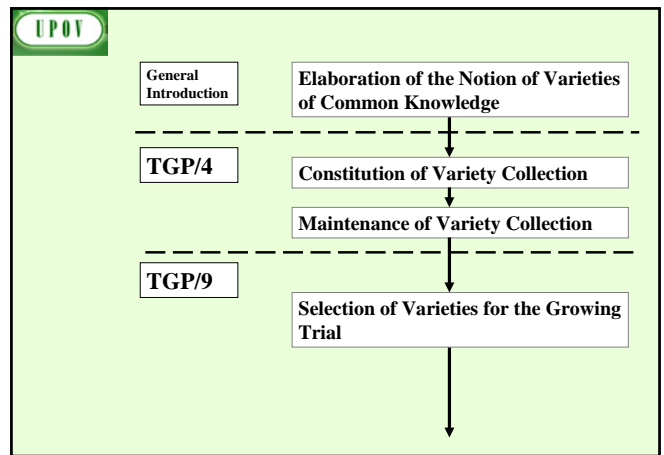 UPOV
General
Introduction
Elaboration of the Notion of Varieties
of Common Knowledge
TGP/4
Constitution of Variety Collection
Maintenance of Variety Collection
TGP/9
Selection of Varieties for the Growing
Trial